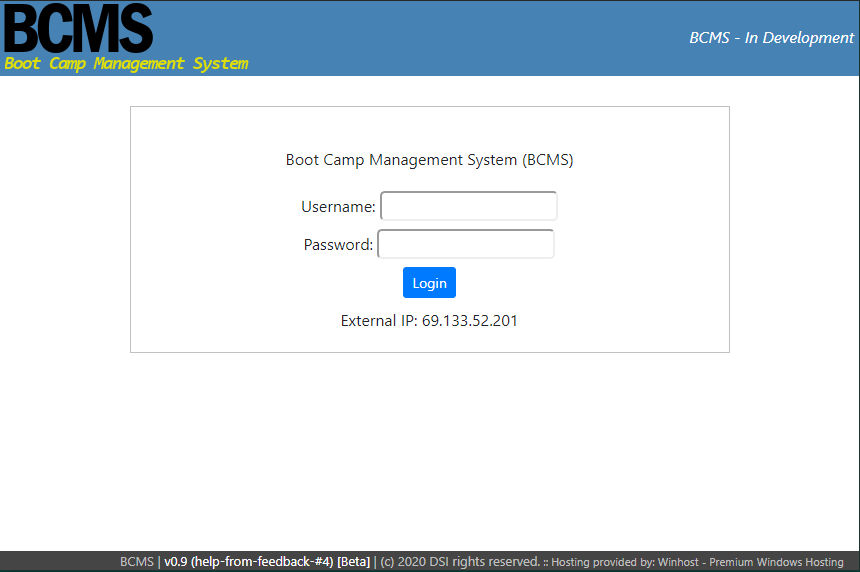 BCMS
Boot Camp Management System
BCMS - In Development
Boot Camp Management System (BCMS)
Username:
Password:
Login
External IP: 69.133.52.201
BCMS | v0.9 (help-from-feedback-#4) [Beta] | (c) 2020 DSI rights reserved. :: Hosting provided by: Winhost - Premium Windows Hosting